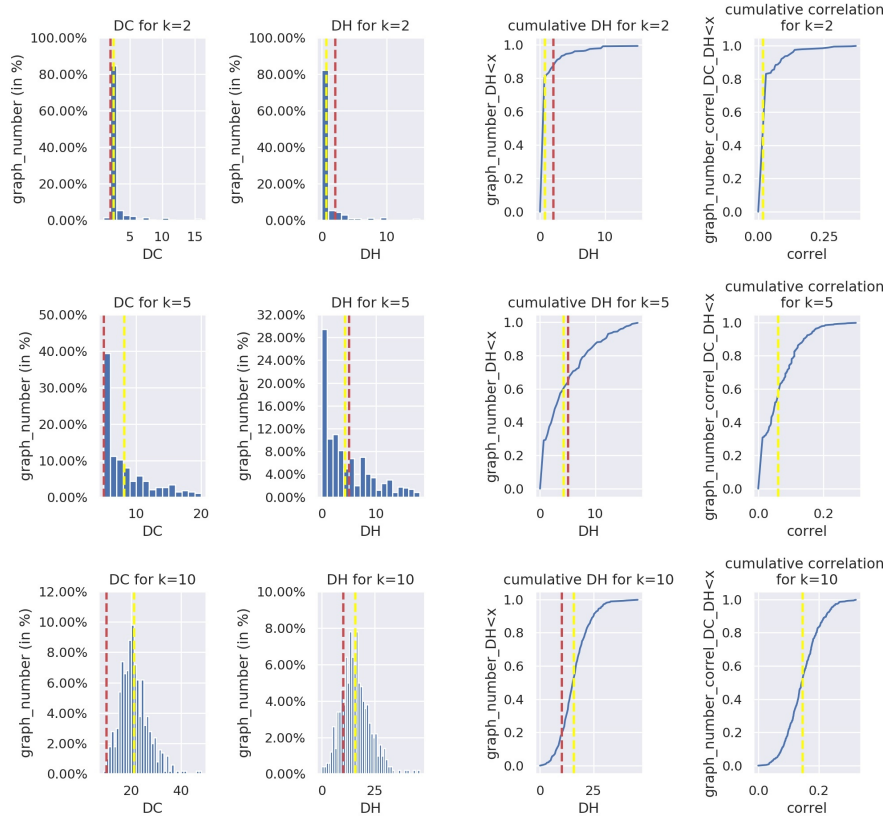 DC for k=2
graph_number (in %)
100.00%
80.00%
60.00%
40.00%
20.00%
0.00%
5 10 15
DC
DH for k=2
graph_number (in %)
100.00%
80.00%
60.00%
40.00%
20.00%
0.00%
0 10
DH
cumulative DH for k=2
graph_number_DH<x
1.0
0.8
0.6
0.4
0.2
0.0
0 10
DH
cumulative correlation
for k=2
graph_number_correl_DC_DH<x
1.0
0.8
0.6
0.4
0.2
0.0
0.00 0.25
correl
DC for k=5
graph_number (in %)
50.00%
40.00%
30.00%
20.00%
10.00%
0.00%
10 20
DC
DH for k=5
graph_number (in %)
32.00%
28.00%
24.00%
20.00%
16.00%
12.00%
8.00%
4.00%
0.00%
0 10
DH
cumulative DH for k=5
graph_number_DH<x
1.0
0.8
0.6
0.4
0.2
0.0
0 10
DH
cumulative correlation
for k=5
graph_number_correl_DC_DH<x
1.0
0.8
0.6
0.4
0.2
0.0
0.0 0.2
correl
DC for k=10
graph_number (in %)
12.00%
10.00%
8.00%
6.00%
4.00%
2.00%
0.00%
20 40
DC
DH for k=10
graph_number (in %)
10.00%
8.00%
6.00%
4.00%
2.00%
0.00%
0 25
DH
cumulative DH for k=10
graph_number_DH<x
1.0
0.8
0.6
0.4
0.2
0.0
0 25
DH
cumulative correlation
for k=10
graph_number_correl_DC_DH<x
1.0
0.8
0.6
0.4
0.2
0.0
0.0 0.2
correl